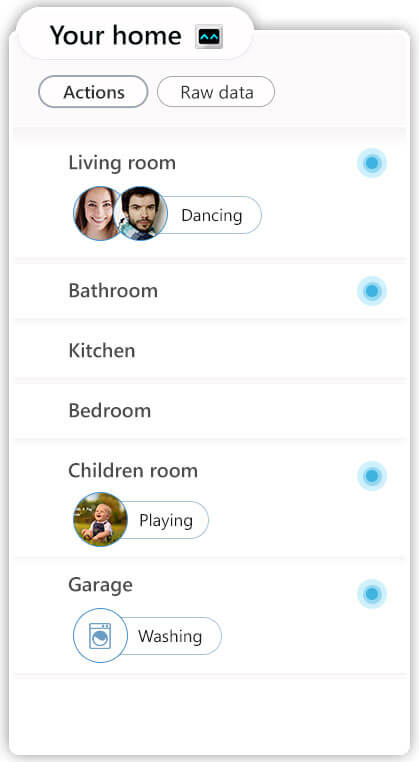 Your home
Actions
Raw data
Living room
Dancing
Bathroom
Kitchen
Bedroom
Children room
Playing
Garage
Washing